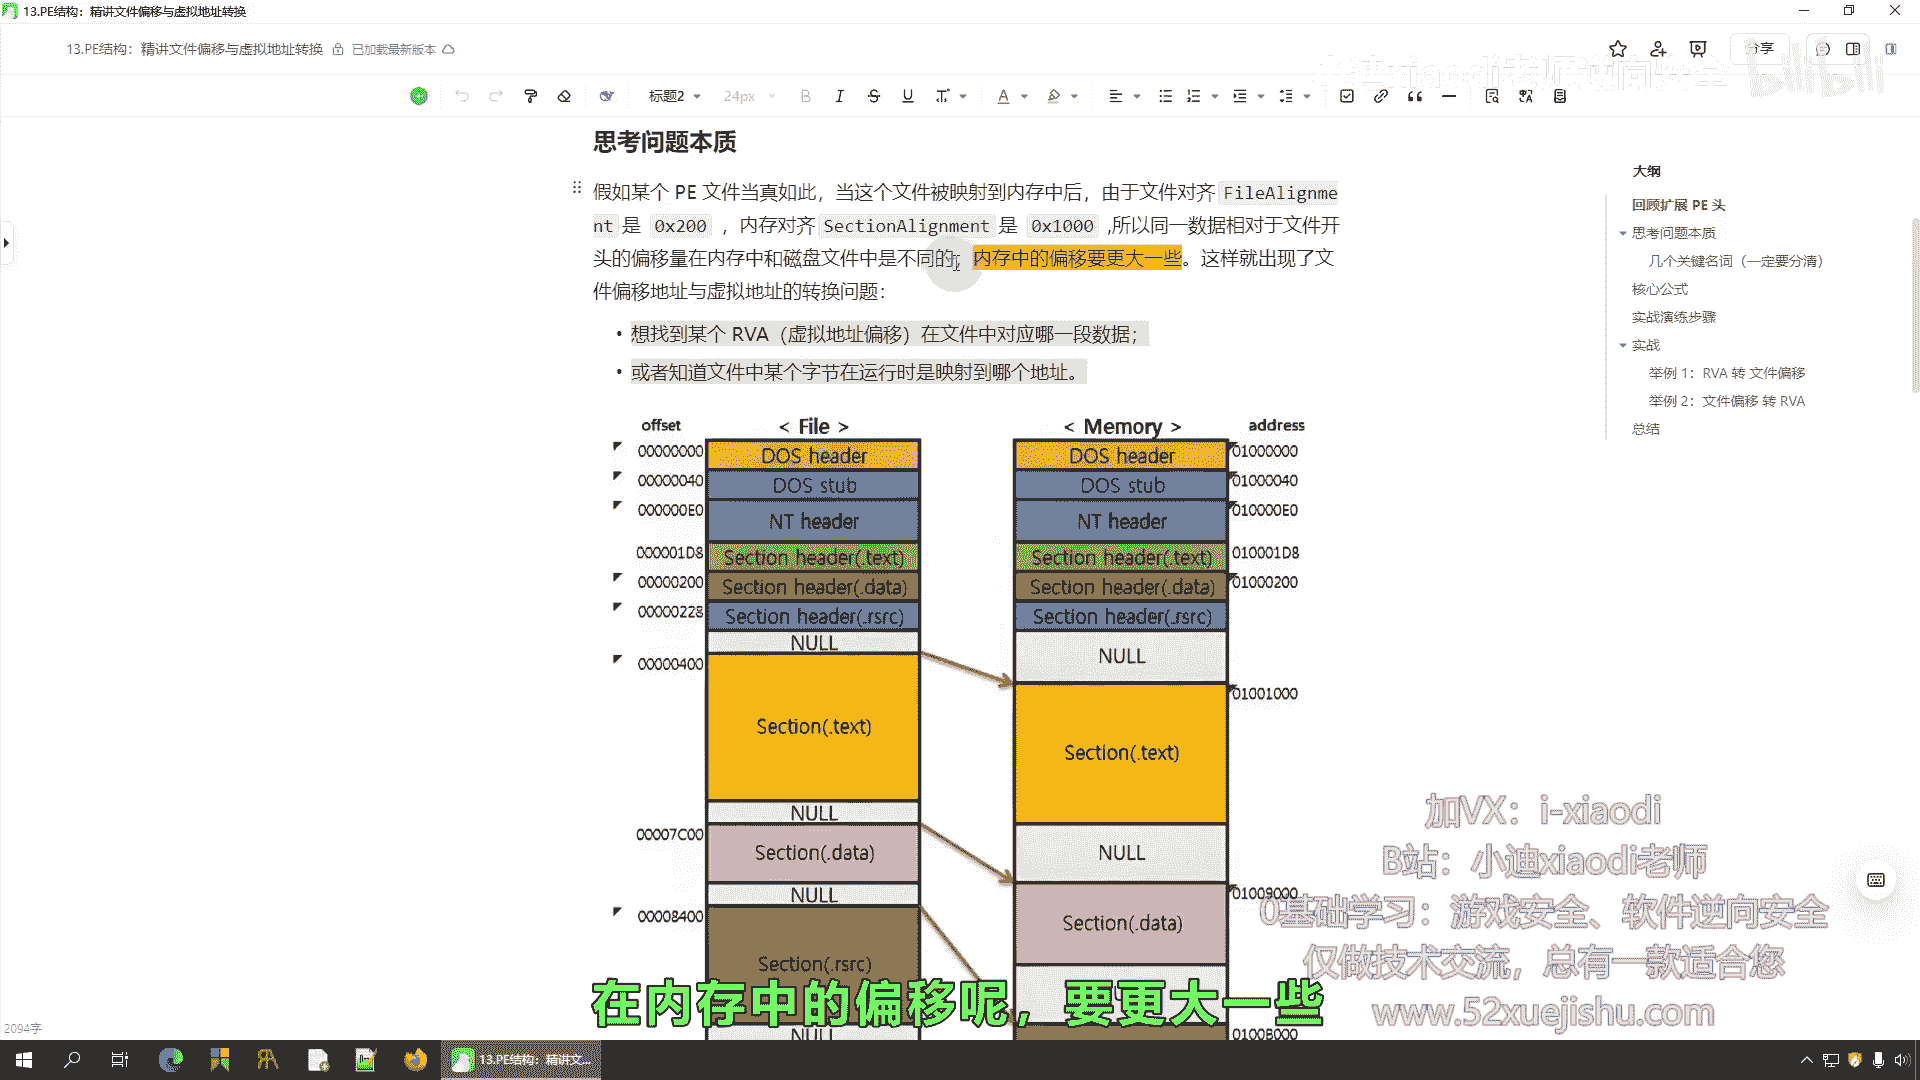 13.PE结构：精讲文件偏移与虚拟地址转换
13.PE结构：精讲文件偏移与虚拟地址转换 已加载最新版本
分享
小迪xiaodi老师逆向安全 bilibili
标题2 24px
思考问题本质
假如某个 PE 文件当真如此，当这个文件被映射到内存中后，由于文件对齐 FileAlignme
nt 是 0x200 ，内存对齐 SectionAlignment 是 0x1000 ,所以同一数据相对于文件开
头的偏移量在内存中和磁盘文件中是不同的，内存中的偏移要更大一些。这样就出现了文
件偏移地址与虚拟地址的转换问题：
• 想找到某个 RVA（虚拟地址偏移）在文件中对应哪一段数据；
• 或者知道文件中某个字节在运行时是映射到哪个地址。
大纲
回顾扩展 PE 头
思考问题本质
几个关键名词（一定要分清）
核心公式
实战演练步骤
实战
举例 1：RVA 转 文件偏移
举例 2：文件偏移 转 RVA
总结
offset < File > < Memory > address
00000000 DOS header DOS header 01000000
00000040 DOS stub DOS stub 01000040
000000E0 NT header NT header 010000E0
000001D8 Section header(.text) Section header(.text) 010001D8
00000200 Section header(.data) Section header(.data) 01000200
00000228 Section header(.rsrc) Section header(.rsrc)
NULL NULL
00000400 01001000
Section(.text) Section(.text)
NULL NULL
00007C00 Section(.data) 01009000
NULL Section(.data)
00008400 Section(.rsrc)
NULL 0100B000
加VX：i-xiaodi
B站：小迪xiaodi老师
0基础学习：游戏安全、软件逆向安全
仅做技术交流，总有一款适合您
www.52xuejishu.com
在内存中的偏移呢，要更大一些
2094字
13.PE结构：精讲文...